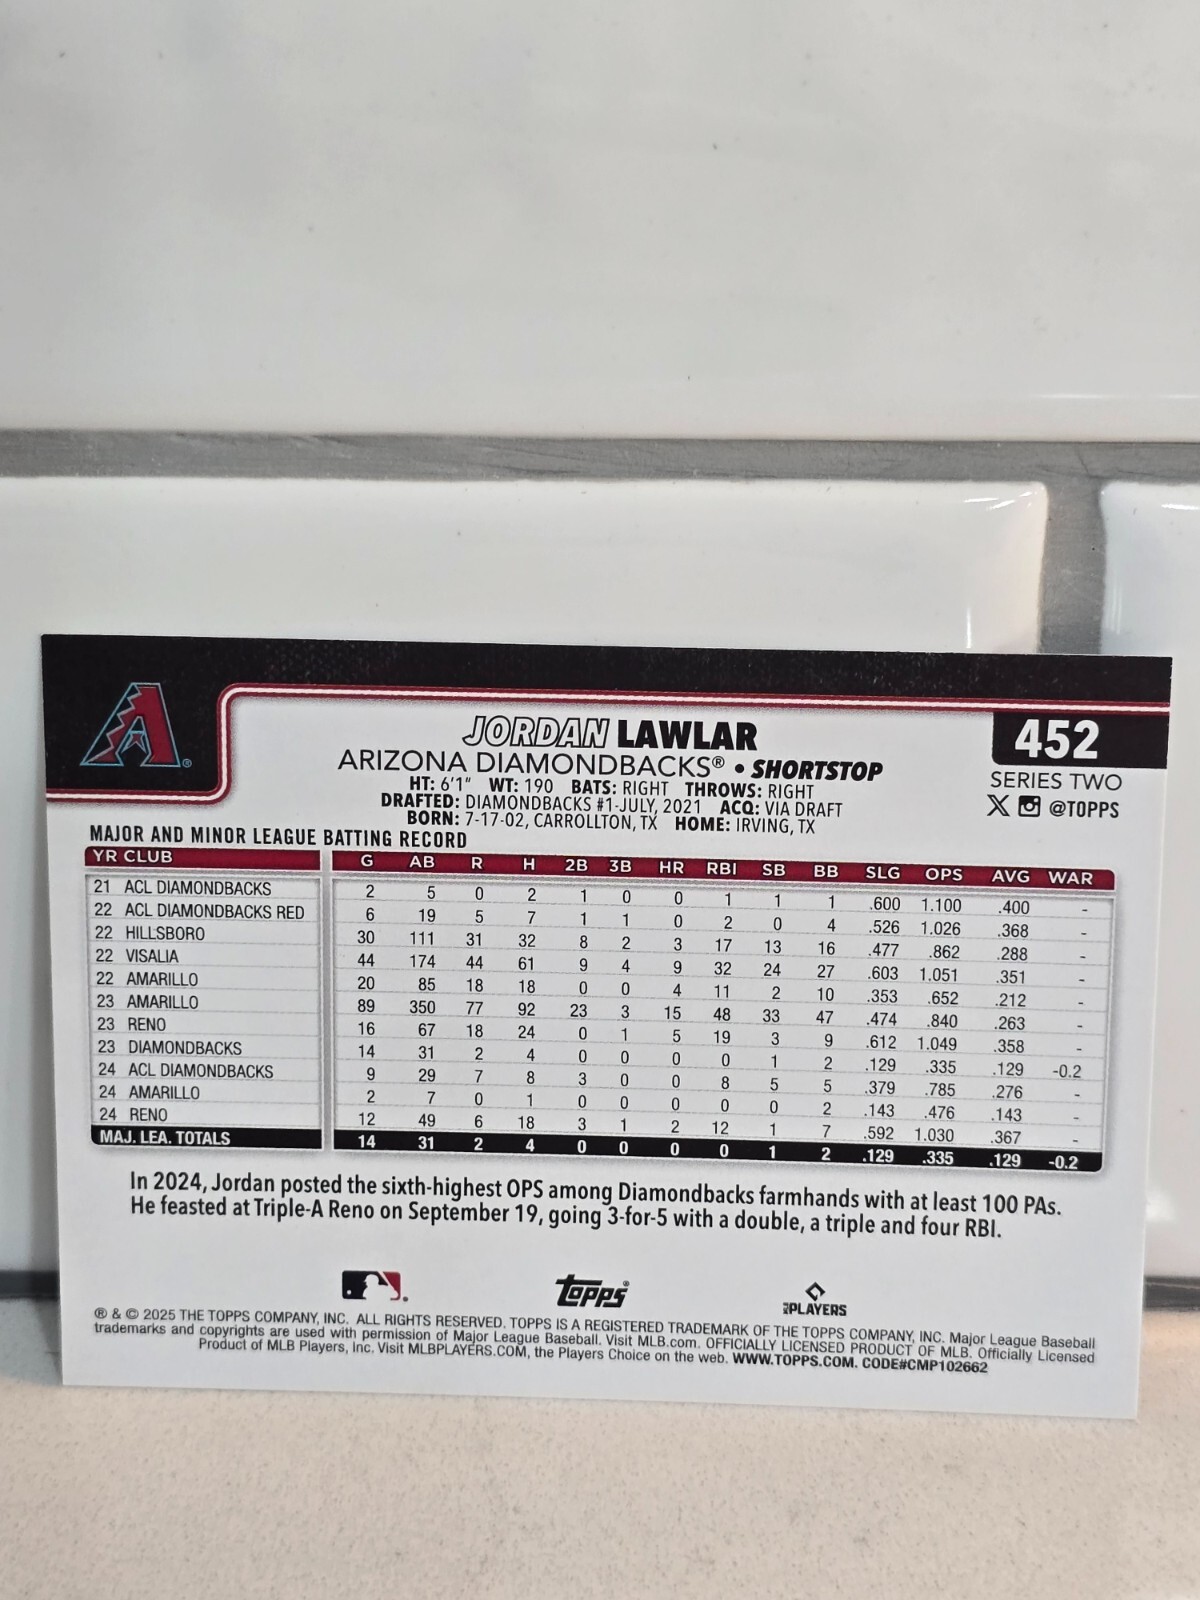 JORDAN LAWLAR
452
ARIZONA DIAMONDBACKS® • SHORTSTOP
SERIES TWO
HT: 6'1" WT: 190 BATS: RIGHT THROWS: RIGHT
X @TOPPS
DRAFTED: DIAMONDBACKS #1-JULY, 2021 ACQ: VIA DRAFT
BORN: 7-17-02, CARROLLTON, TX HOME: IRVING, TX
MAJOR AND MINOR LEAGUE BATTING RECORD
YR CLUB G AB R H 2B 3B HR RBI SB BB SLG OPS AVG WAR
21 ACL DIAMONDBACKS 2 5 0 2 1 0 0 1 1 1 .600 1.100 .400 -
22 ACL DIAMONDBACKS RED 6 19 5 7 1 1 0 2 0 4 .526 1.026 .368 -
22 HILLSBORO 30 111 31 32 8 2 3 17 13 16 .477 .862 .288 -
22 VISALIA 44 174 44 61 9 4 9 32 24 27 .603 1.051 .351 -
22 AMARILLO 20 85 18 18 0 0 4 11 2 10 .353 .652 .212 -
23 AMARILLO 89 350 77 92 23 3 15 48 33 47 .474 .840 .263 -
23 RENO 16 67 18 24 0 1 5 19 3 9 .612 1.049 .358 -
23 DIAMONDBACKS 14 31 2 4 0 0 0 0 1 2 .129 .335 .129 -0.2
24 ACL DIAMONDBACKS 9 29 7 8 3 0 0 8 5 5 .379 .785 .276 -
24 AMARILLO 2 7 0 1 0 0 0 0 0 2 .143 .476 .143 -
24 RENO 12 49 6 18 3 1 2 12 1 7 .592 1.030 .367 -
MAJ. LEA. TOTALS 14 31 2 4 0 0 0 0 1 2 .129 .335 .129 -0.2
In 2024, Jordan posted the sixth-highest OPS among Diamondbacks farmhands with at least 100 PAs.
He feasted at Triple-A Reno on September 19, going 3-for-5 with a double, a triple and four RBI.
Topps®
MLB PLAYERS
® & © 2025 THE TOPPS COMPANY, INC. ALL RIGHTS RESERVED. TOPPS IS A REGISTERED TRADEMARK OF THE TOPPS COMPANY, INC. Major League Baseball
trademarks and copyrights are used with permission of Major League Baseball. Visit MLB.com. OFFICIALLY LICENSED PRODUCT OF MLB. Officially Licensed
Product of MLB Players, Inc. Visit MLBPLAYERS.COM, the Players Choice on the web. WWW.TOPPS.COM. CODE#CMP102662